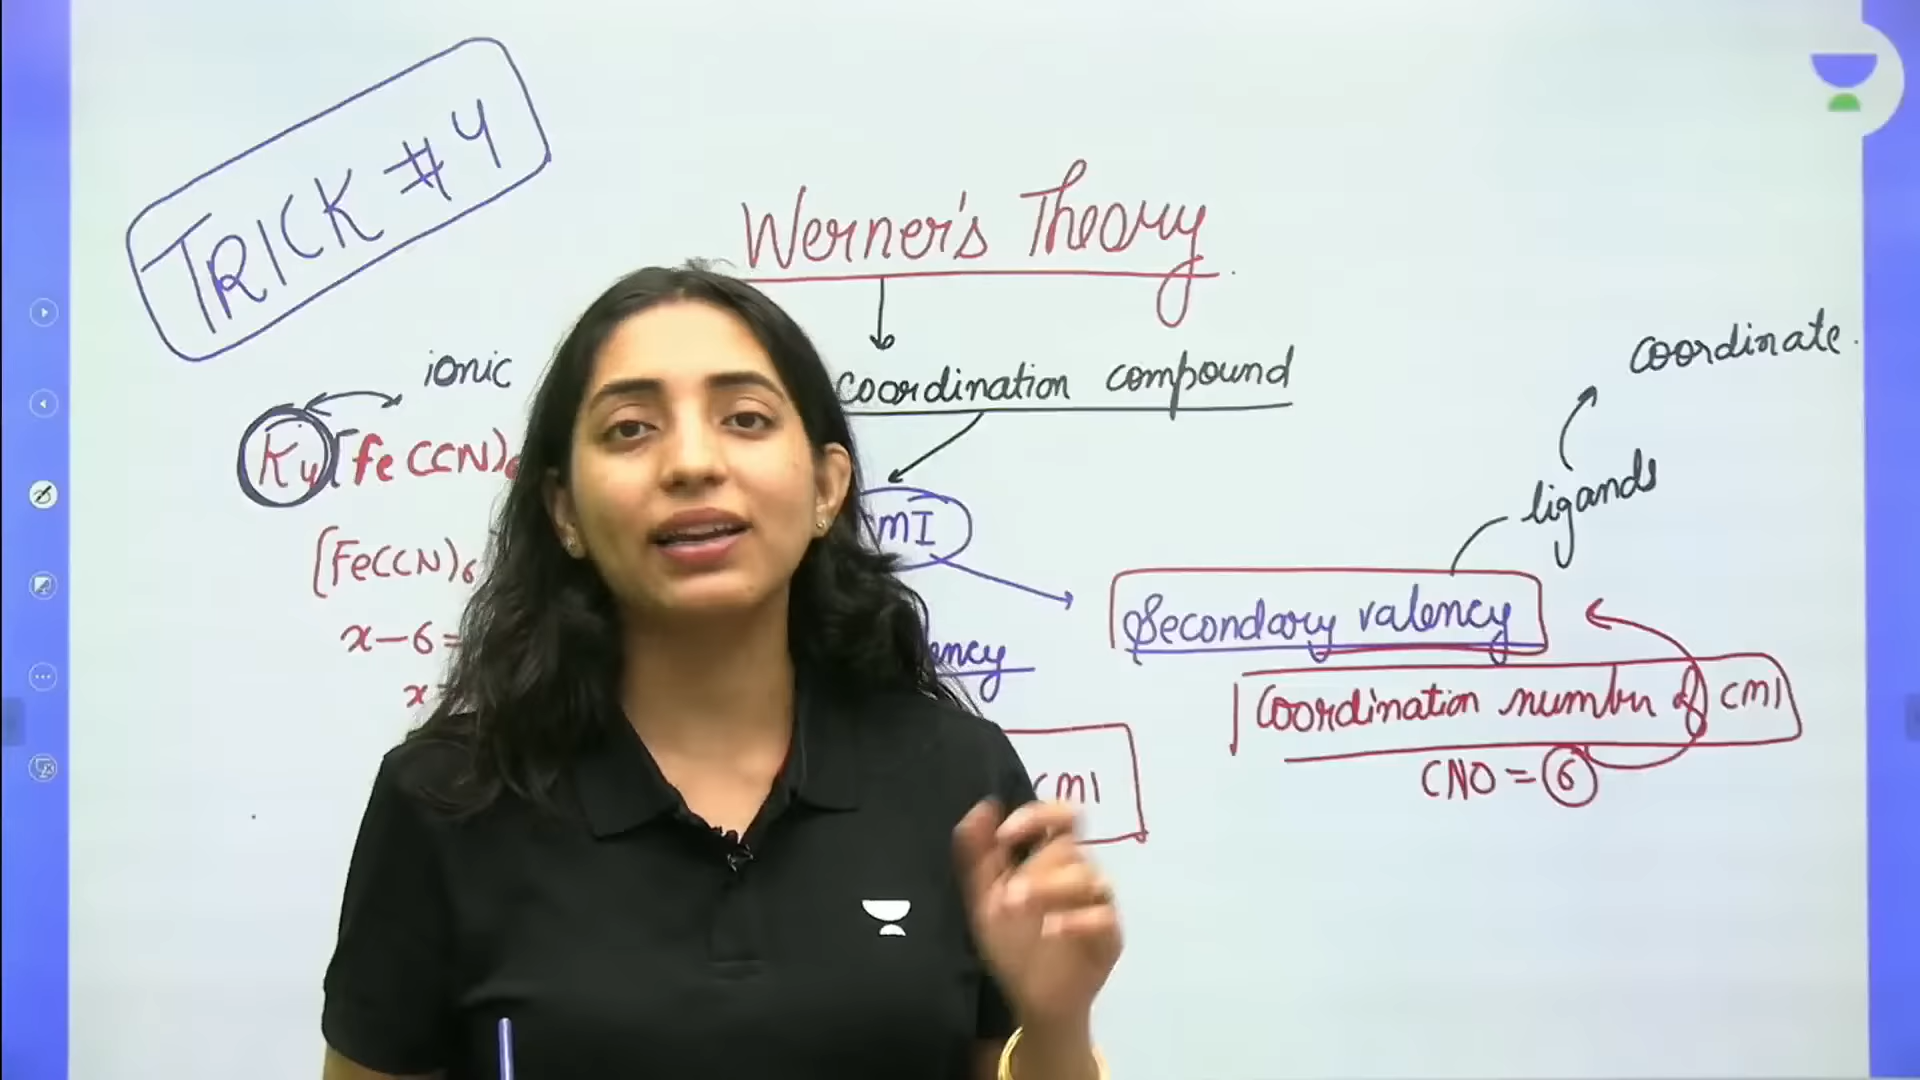 TRICK #4
Werner's Theory
coordination compound
ionic
coordinate.
K4[Fe(CN)6
ligands
CMI
[Fe(CN)6
Secondary valency
x-6=
Coordination number of CMI
x
CMI
CNO = 6